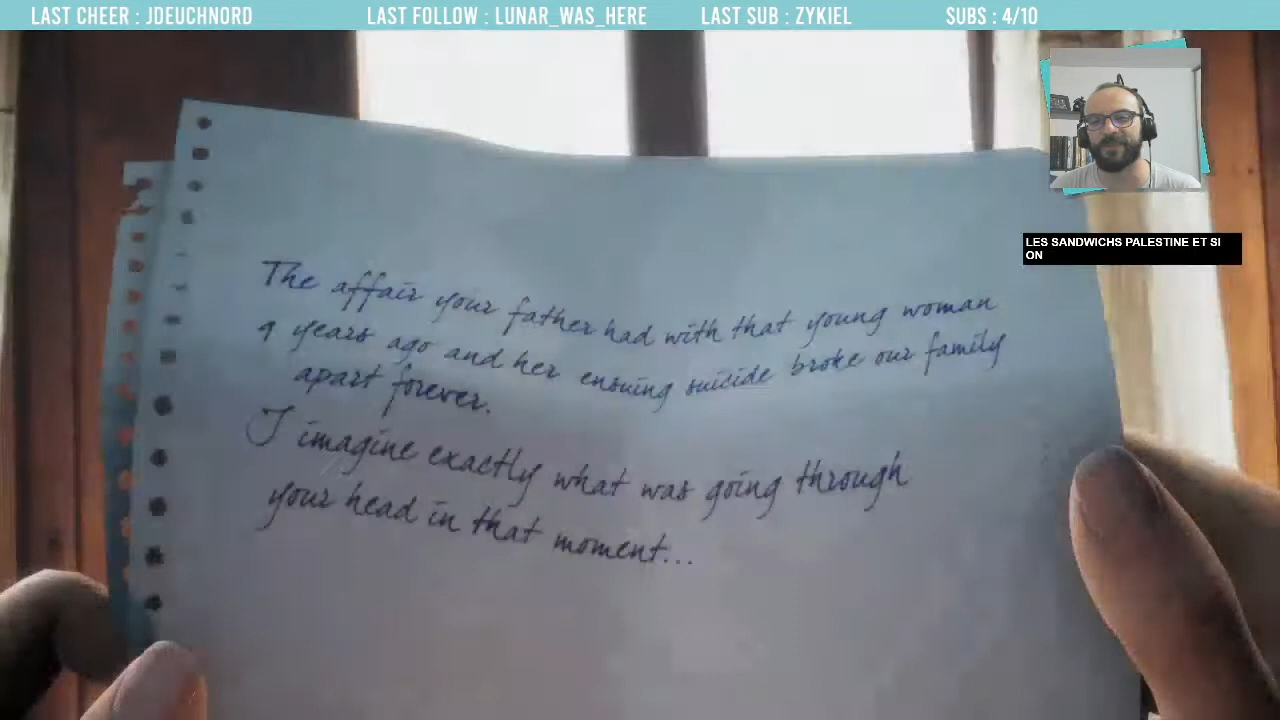 LAST CHEER : JDEUCHNORD
LAST FOLLOW : LUNAR_WAS_HERE
LAST SUB : ZYKIEL
SUBS : 4/10
LES SANDWICHS PALESTINE ET SI
ON
The affair your father had with that young woman
9 years ago and her ensuing suicide broke our family
apart forever.
I imagine exactly what was going through
your head in that moment...